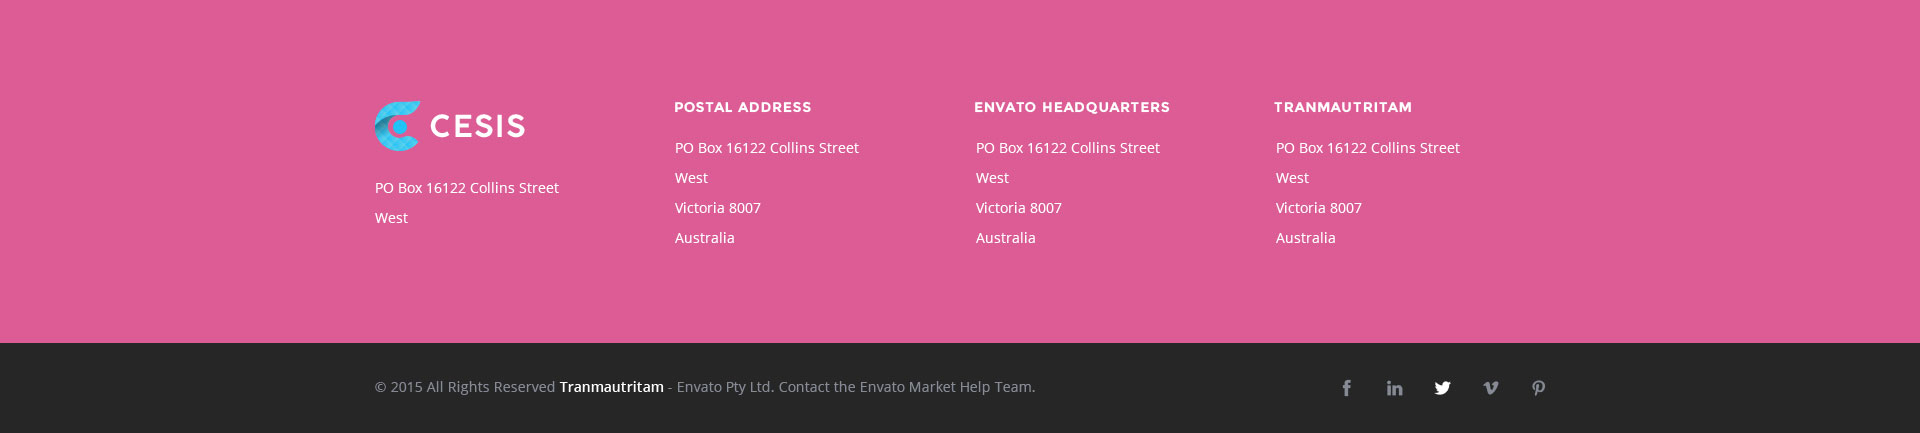 CESIS
PO Box 16122 Collins Street
West
POSTAL ADDRESS
PO Box 16122 Collins Street
West
Victoria 8007
Australia
ENVATO HEADQUARTERS
PO Box 16122 Collins Street
West
Victoria 8007
Australia
TRANMAUTRITAM
PO Box 16122 Collins Street
West
Victoria 8007
Australia
© 2015 All Rights Reserved Tranmautritam - Envato Pty Ltd. Contact the Envato Market Help Team.